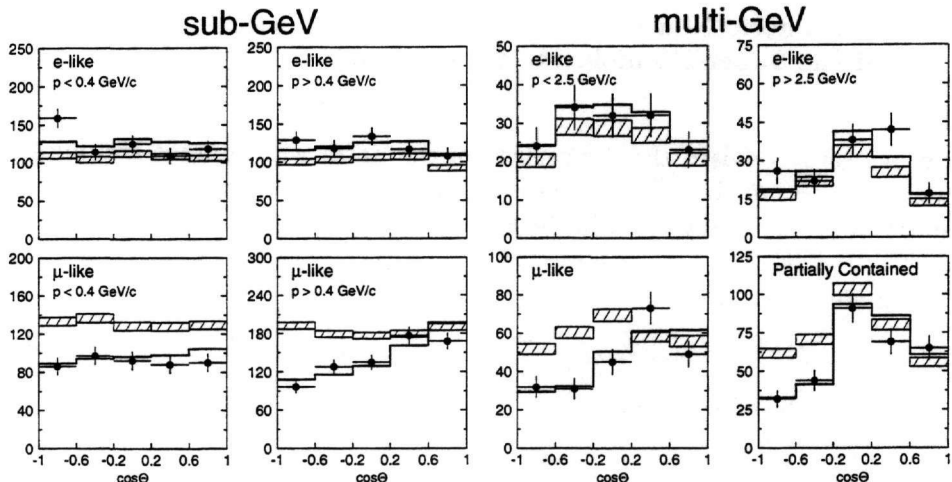 sub-GeV
multi-GeV
e-like
p < 0.4 GeV/c
250
200
150
100
50
0
e-like
p > 0.4 GeV/c
250
200
150
100
50
0
e-like
p < 2.5 GeV/c
50
40
30
20
10
0
e-like
p > 2.5 GeV/c
75
60
45
30
15
0
μ-like
p < 0.4 GeV/c
200
160
120
80
40
0
-1 -0.6 -0.2 0.2 0.6 1
cosΘ
μ-like
p > 0.4 GeV/c
300
240
180
120
60
0
-1 -0.6 -0.2 0.2 0.6 1
cosΘ
μ-like
100
80
60
40
20
0
-1 -0.6 -0.2 0.2 0.6 1
cosΘ
Partially Contained
125
100
75
50
25
0
-1 -0.6 -0.2 0.2 0.6 1
cosΘ